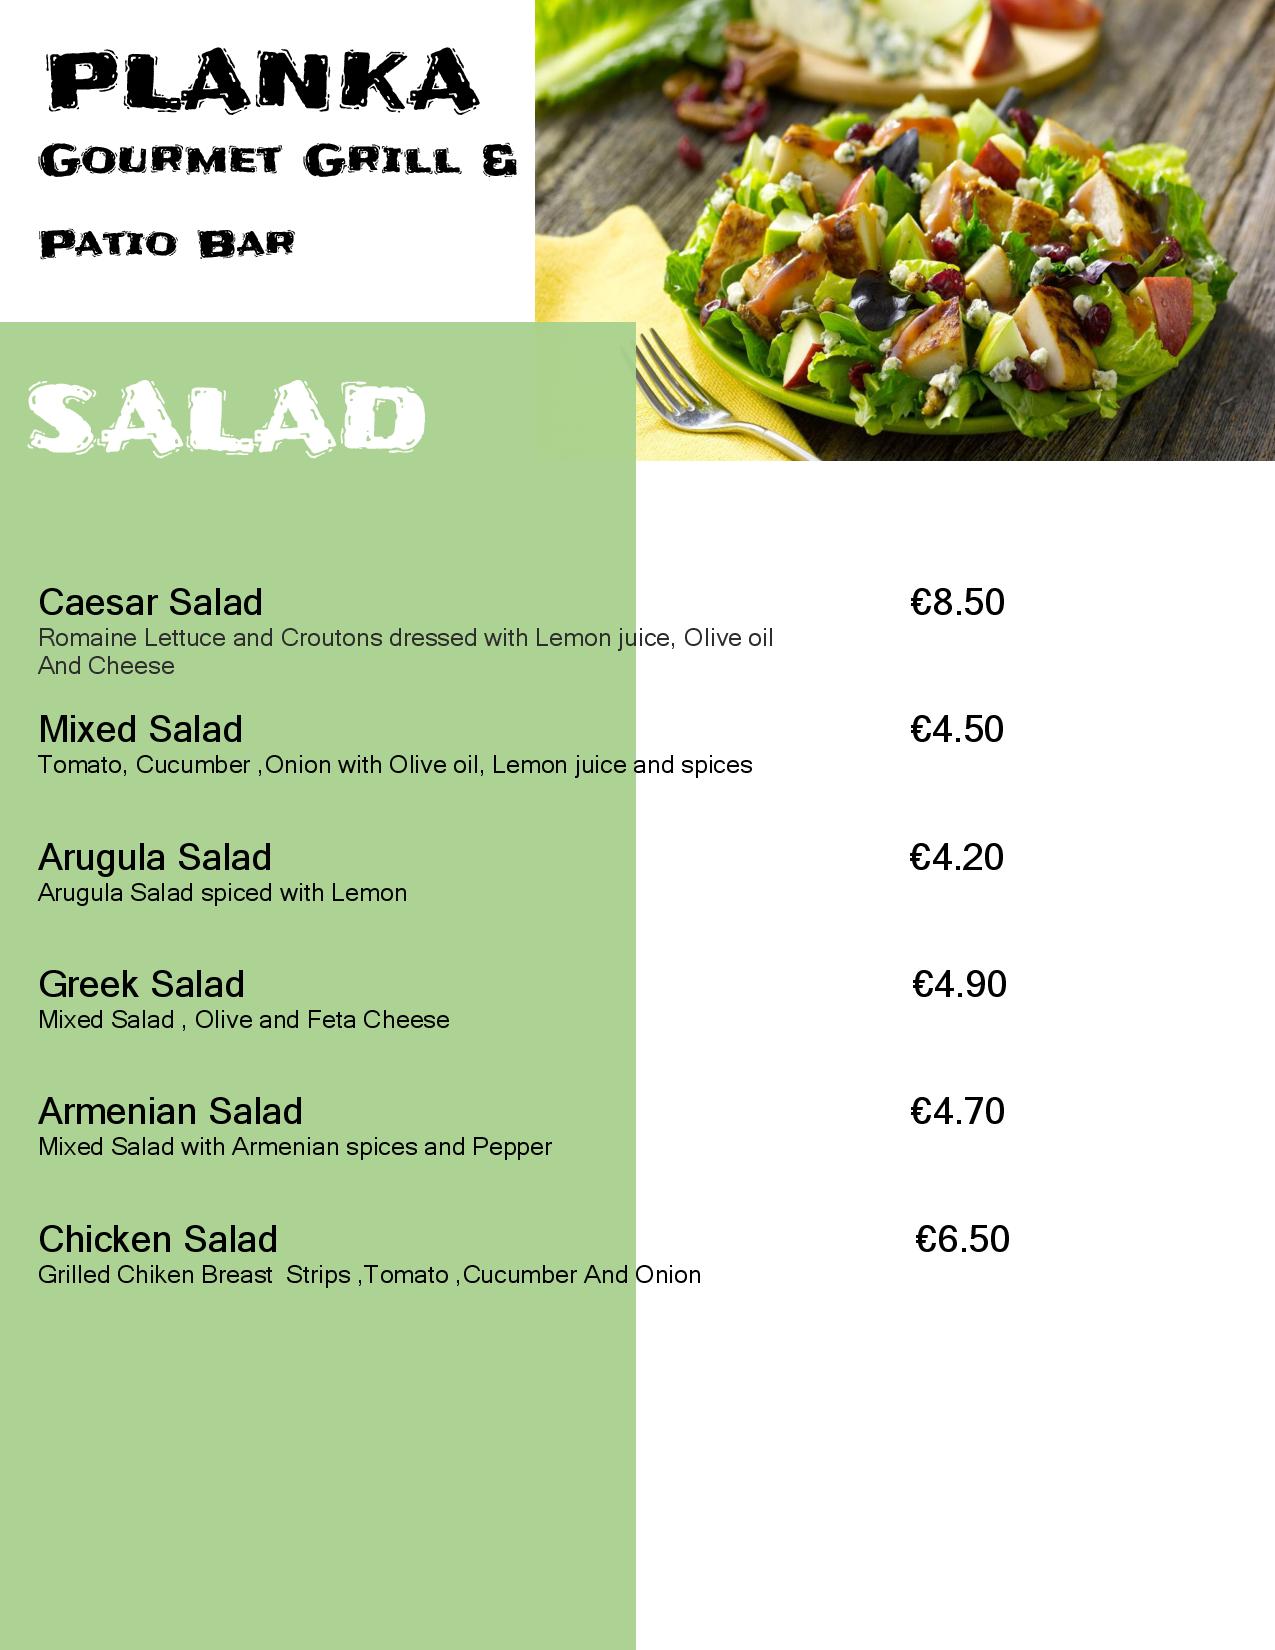 PLANKA
GOURMET GRILL &
PATIO BAR
SALAD
Caesar Salad €8.50
Romaine Lettuce and Croutons dressed with Lemon juice, Olive oil
And Cheese
Mixed Salad €4.50
Tomato, Cucumber ,Onion with Olive oil, Lemon juice and spices
Arugula Salad €4.20
Arugula Salad spiced with Lemon
Greek Salad €4.90
Mixed Salad , Olive and Feta Cheese
Armenian Salad €4.70
Mixed Salad with Armenian spices and Pepper
Chicken Salad €6.50
Grilled Chiken Breast  Strips ,Tomato ,Cucumber And Onion